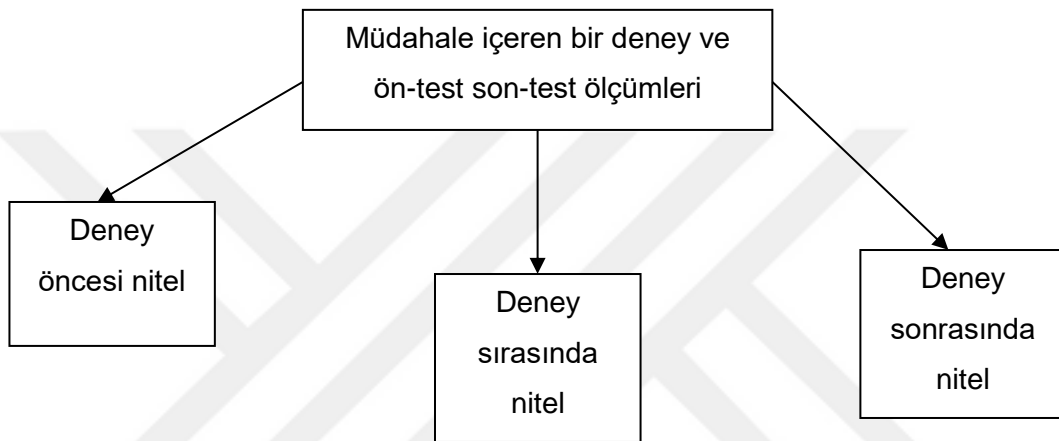 Müdahale içeren bir deney ve
ön-test son-test ölçümleri
Deney
öncesi nitel
Deney
sırasında
nitel
Deney
sonrasında
nitel